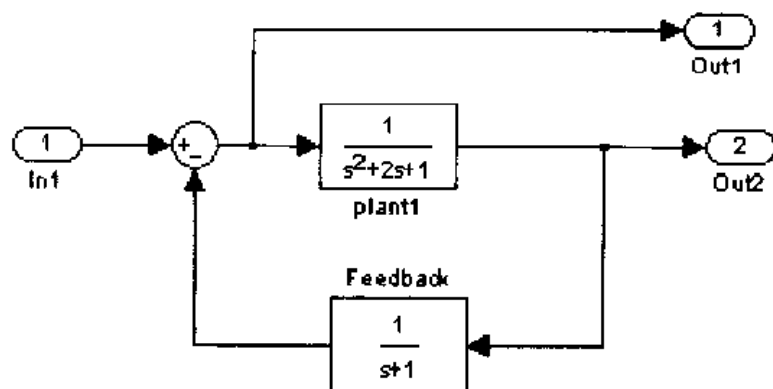 1
Out1
1
In1
+
−
1
s²+2s+1
plant1
2
Out2
Feedback
1
s+1